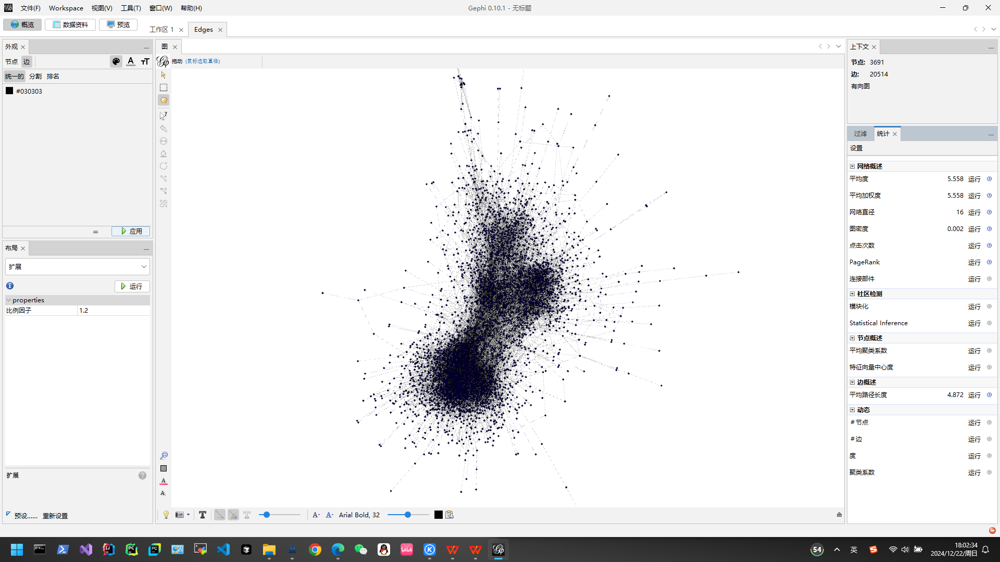 文件(F) Workspace 视图(V) 工具(T) 窗口(W) 帮助(H) Gephi 0.10.1 - 无标题
概览 数据资料 预览 工作区 1 Edges
外观
节点 边
统一的 分割 排名
#030303
应用
布局
扩展
运行
properties
比例因子 1.2
扩展
预设...... 重新设置
图
拖动 (鼠标选取直径)
Arial Bold, 32
上下文
节点: 3691
边: 20514
有向图
过滤 统计
设置
网络概述
平均度 5.558 运行
平均加权度 5.558 运行
网络直径 16 运行
图密度 0.002 运行
点击次数 运行
PageRank 运行
连接部件 运行
社区检测
模块化 运行
Statistical Inference 运行
节点概述
平均聚类系数 运行
特征向量中心度 运行
边概述
平均路径长度 4.872 运行
动态
#节点 运行
#边 运行
度 运行
聚类系数 运行
54 英 18:02:34
2024/12/22/周日